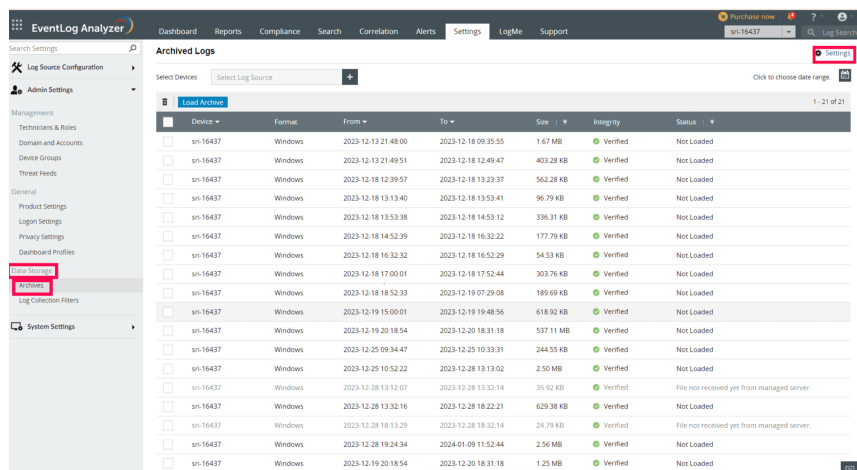 Purchase now ?
EventLog Analyzer Dashboard Reports Compliance Search Correlation Alerts Settings LogMe Support sri-16437 Log Search
Search Settings
Archived Logs
Settings
Log Source Configuration
Select Devices Select Log Source + Click to choose date range.
Admin Settings
Load Archive 1 - 21 of 21
Management
Device Format From To Size Integrity Status
Technicians & Roles
Domain and Accounts
Device Groups
Threat Feeds
General
Product Settings
Logon Settings
Privacy Settings
Dashboard Profiles
Data Storage
Archives
Log Collection Filters
System Settings
sri-16437 Windows 2023-12-13 21:48:00 2023-12-18 09:35:55 1.67 MB Verified Not Loaded
sri-16437 Windows 2023-12-13 21:49:51 2023-12-18 12:49:47 403.28 KB Verified Not Loaded
sri-16437 Windows 2023-12-18 12:39:57 2023-12-18 13:23:37 562.28 KB Verified Not Loaded
sri-16437 Windows 2023-12-18 13:13:40 2023-12-18 13:53:41 96.79 KB Verified Not Loaded
sri-16437 Windows 2023-12-18 13:53:38 2023-12-18 14:53:12 336.31 KB Verified Not Loaded
sri-16437 Windows 2023-12-18 14:52:39 2023-12-18 16:32:22 177.79 KB Verified Not Loaded
sri-16437 Windows 2023-12-18 16:32:32 2023-12-18 16:52:29 54.53 KB Verified Not Loaded
sri-16437 Windows 2023-12-18 17:00:01 2023-12-18 17:52:44 303.76 KB Verified Not Loaded
sri-16437 Windows 2023-12-18 18:52:33 2023-12-19 07:29:08 189.69 KB Verified Not Loaded
sri-16437 Windows 2023-12-19 15:00:01 2023-12-19 19:48:56 618.92 KB Verified Not Loaded
sri-16437 Windows 2023-12-19 20:18:54 2023-12-20 18:31:18 537.11 MB Verified Not Loaded
sri-16437 Windows 2023-12-25 09:34:47 2023-12-25 10:33:31 244.55 KB Verified Not Loaded
sri-16437 Windows 2023-12-25 10:52:22 2023-12-28 13:13:02 2.50 MB Verified Not Loaded
sri-16437 Windows 2023-12-28 13:12:07 2023-12-28 13:32:14 35.92 KB Verified File not received yet from managed server.
sri-16437 Windows 2023-12-28 13:32:16 2023-12-28 18:22:21 629.38 KB Verified Not Loaded
sri-16437 Windows 2023-12-28 18:13:29 2023-12-28 18:32:14 24.79 KB Verified File not received yet from managed server.
sri-16437 Windows 2023-12-28 19:24:34 2024-01-09 11:52:44 2.56 MB Verified Not Loaded
sri-16437 Windows 2023-12-19 20:18:54 2023-12-20 18:31:18 1.25 MB Verified Not Loaded